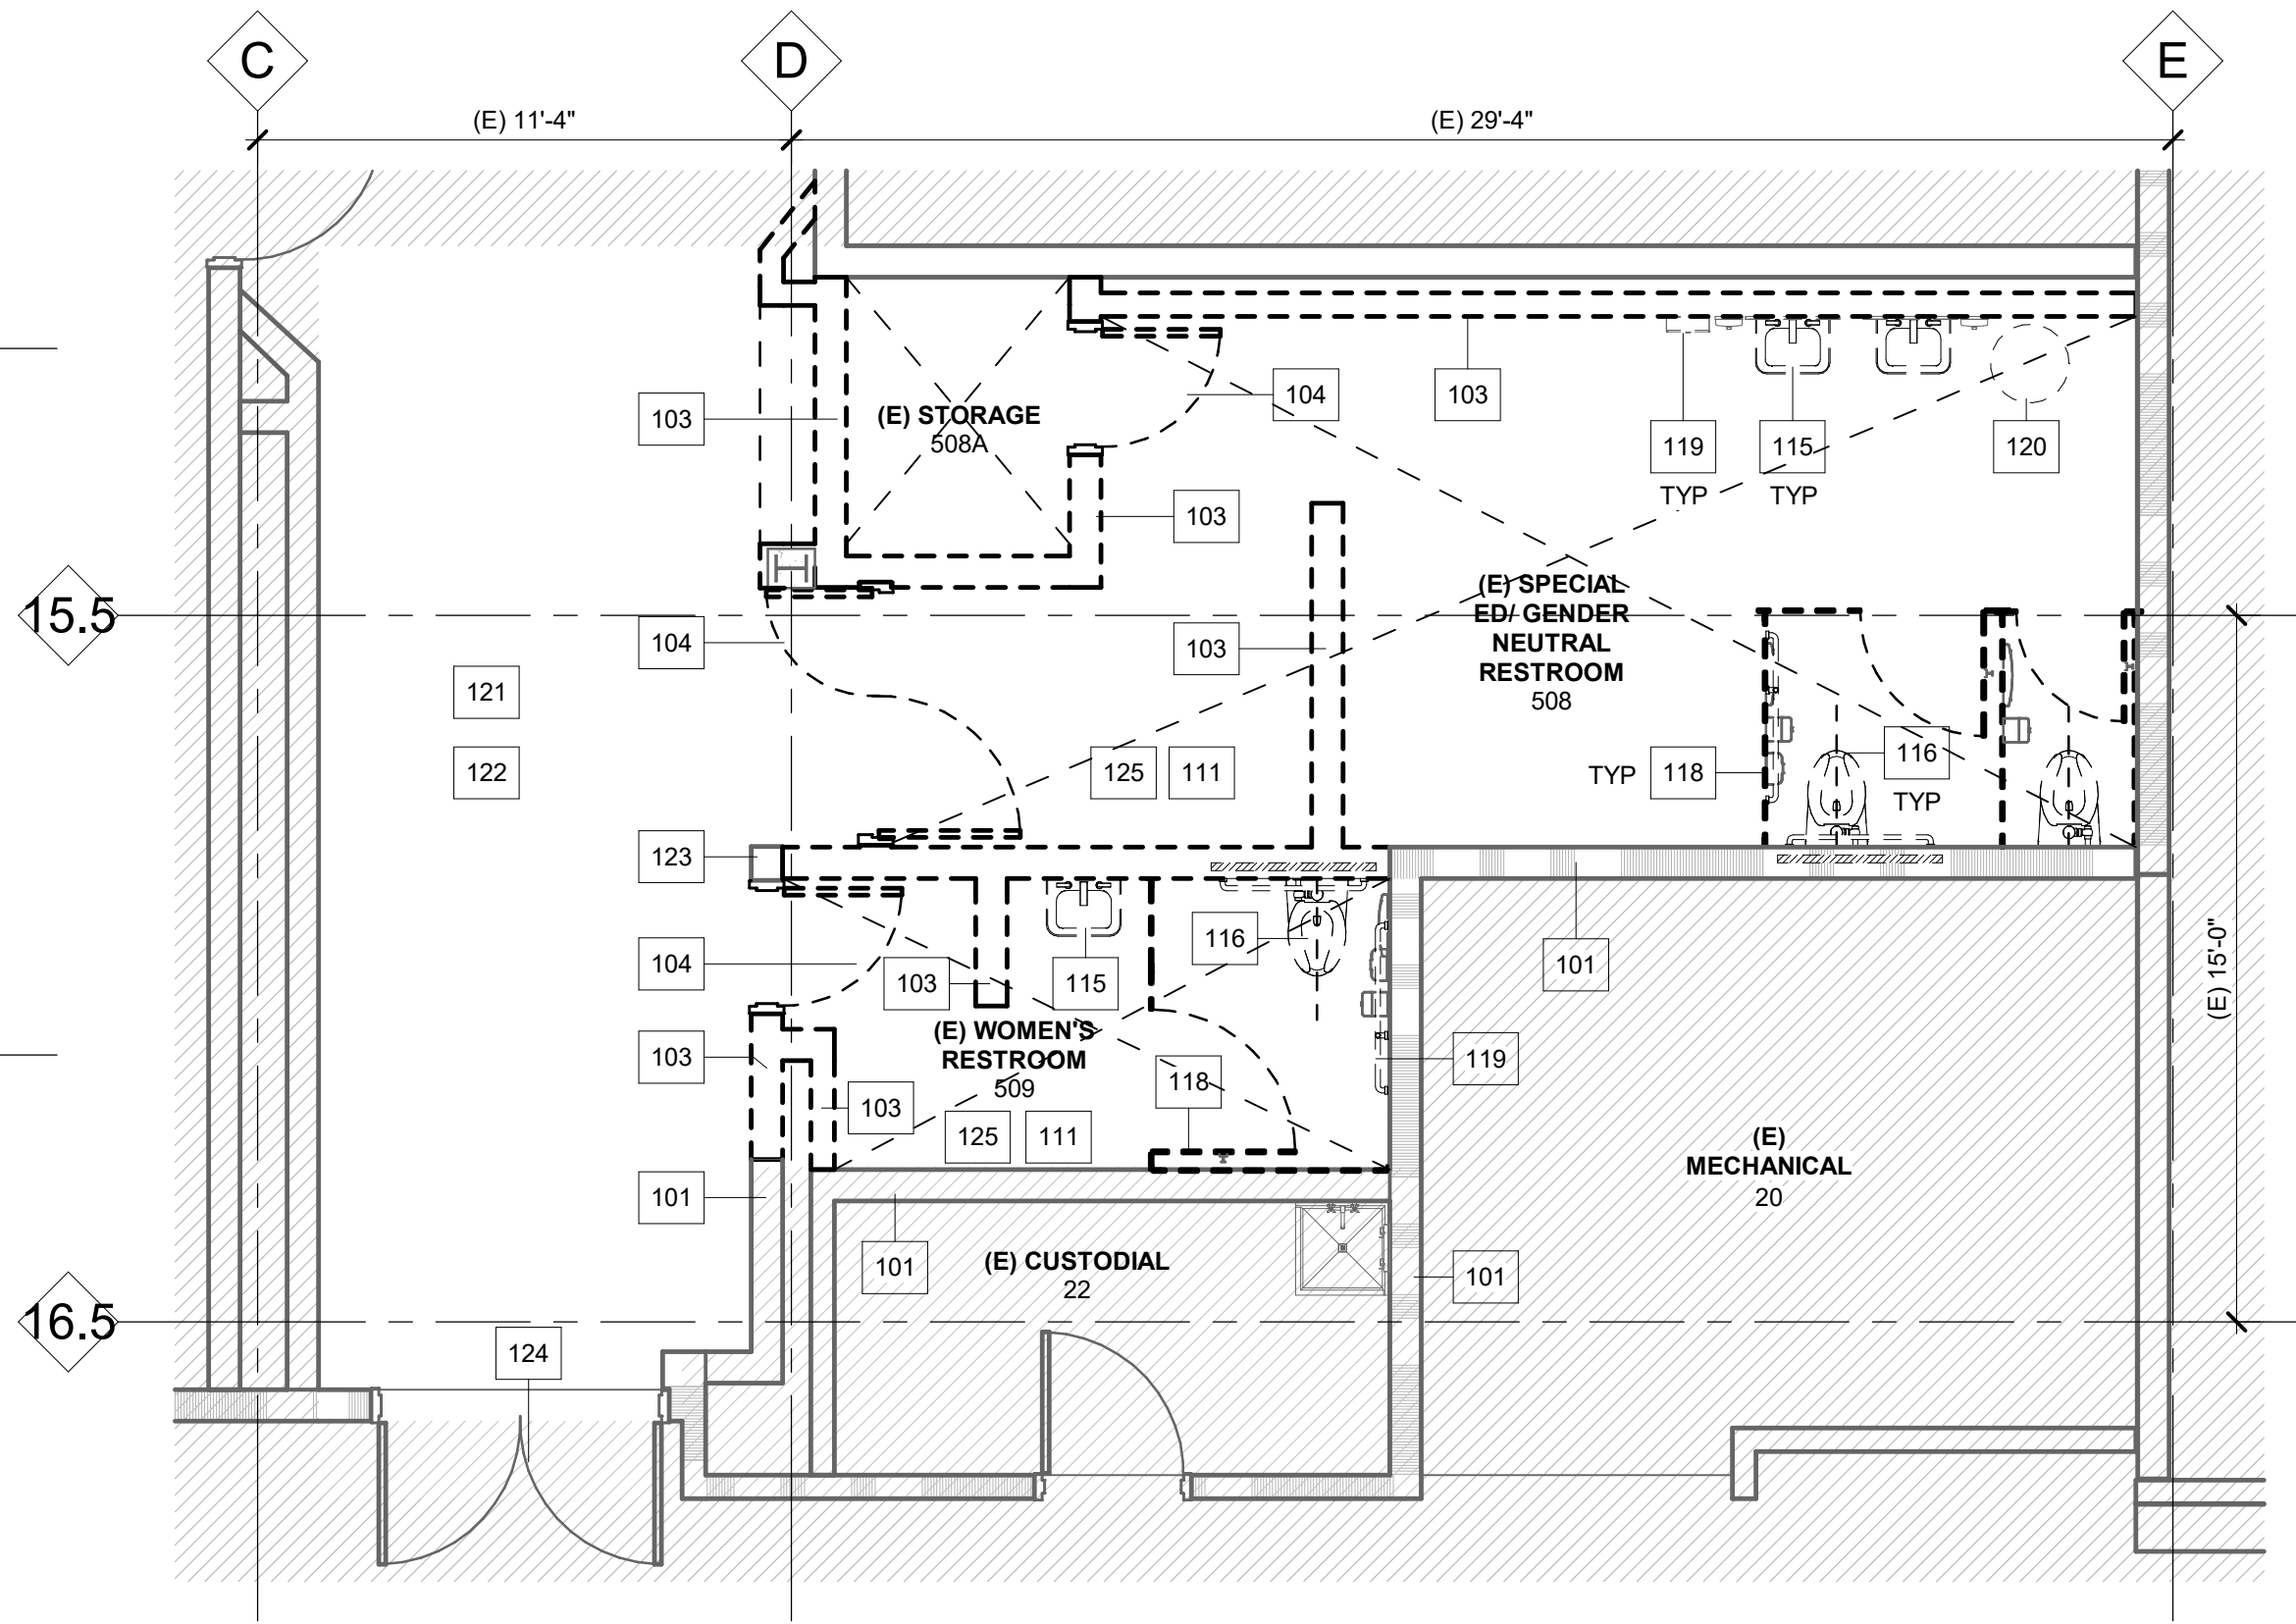 C
D
E
(E) 11'-4"
(E) 29'-4"
104
103
103
(E) STORAGE
508A
119
TYP
115
TYP
120
103
15.5
(E) SPECIAL
ED/ GENDER
NEUTRAL
RESTROOM
508
104
103
121
122
125
111
TYP
118
116
TYP
123
116
104
103
115
101
(E) 15'-0"
(E) WOMEN'S
RESTROOM
509
103
119
118
103
125
111
(E)
MECHANICAL
20
101
101
(E) CUSTODIAL
22
101
16.5
124